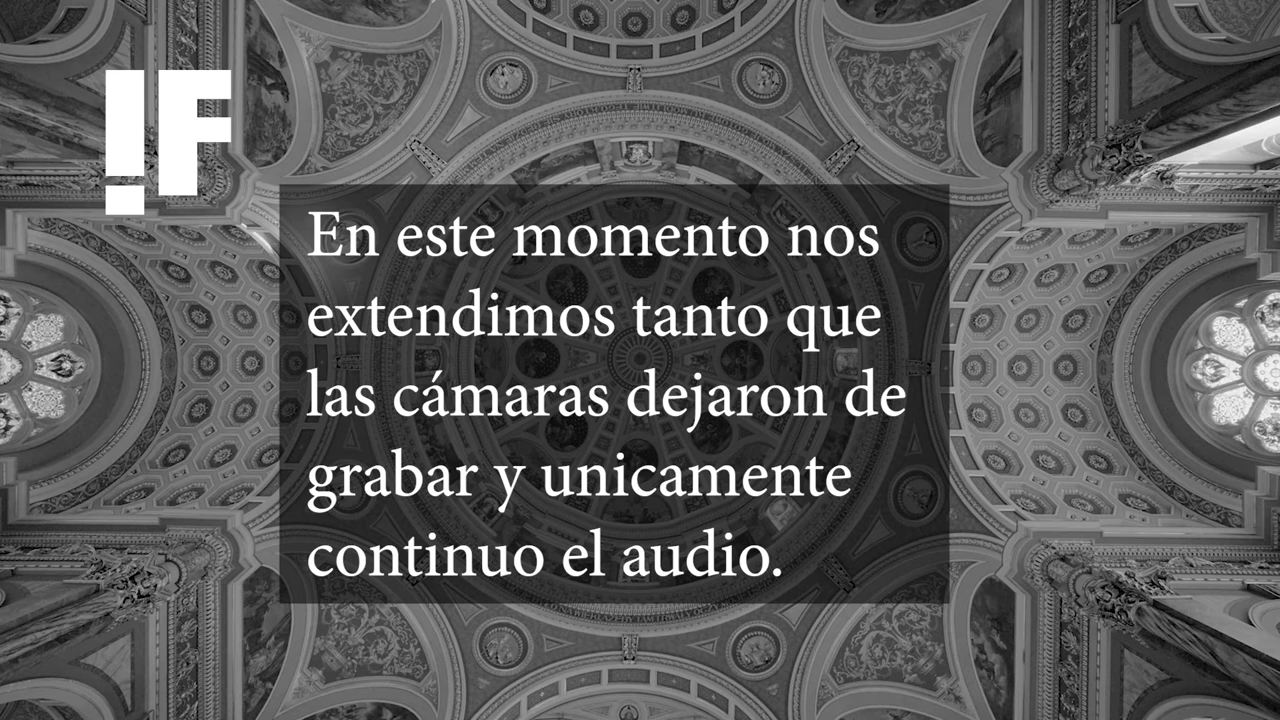 !F
En este momento nos
extendimos tanto que
las cámaras dejaron de
grabar y unicamente
continuo el audio.